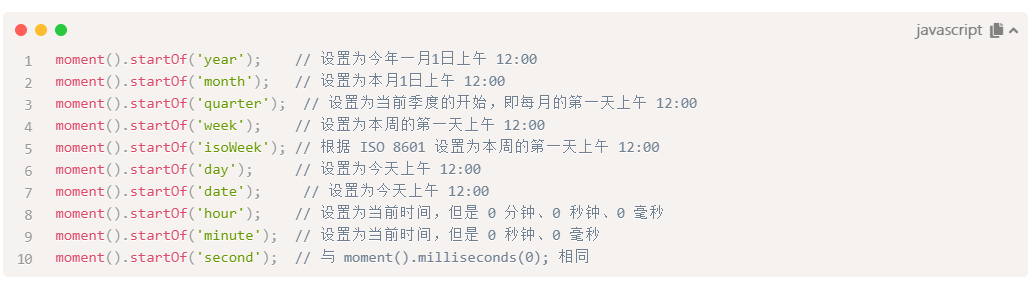 javascript
1 moment().startOf('year');    // 设置为今年一月1日上午 12:00
2 moment().startOf('month');   // 设置为本月1日上午 12:00
3 moment().startOf('quarter');  // 设置为当前季度的开始，即每月的第一天上午 12:00
4 moment().startOf('week');    // 设置为本周的第一天上午 12:00
5 moment().startOf('isoWeek'); // 根据 ISO 8601 设置为本周的第一天上午 12:00
6 moment().startOf('day');     // 设置为今天上午 12:00
7 moment().startOf('date');     // 设置为今天上午 12:00
8 moment().startOf('hour');    // 设置为当前时间，但是 0 分钟、0 秒钟、0 毫秒
9 moment().startOf('minute');  // 设置为当前时间，但是 0 秒钟、0 毫秒
10 moment().startOf('second');  // 与 moment().milliseconds(0); 相同